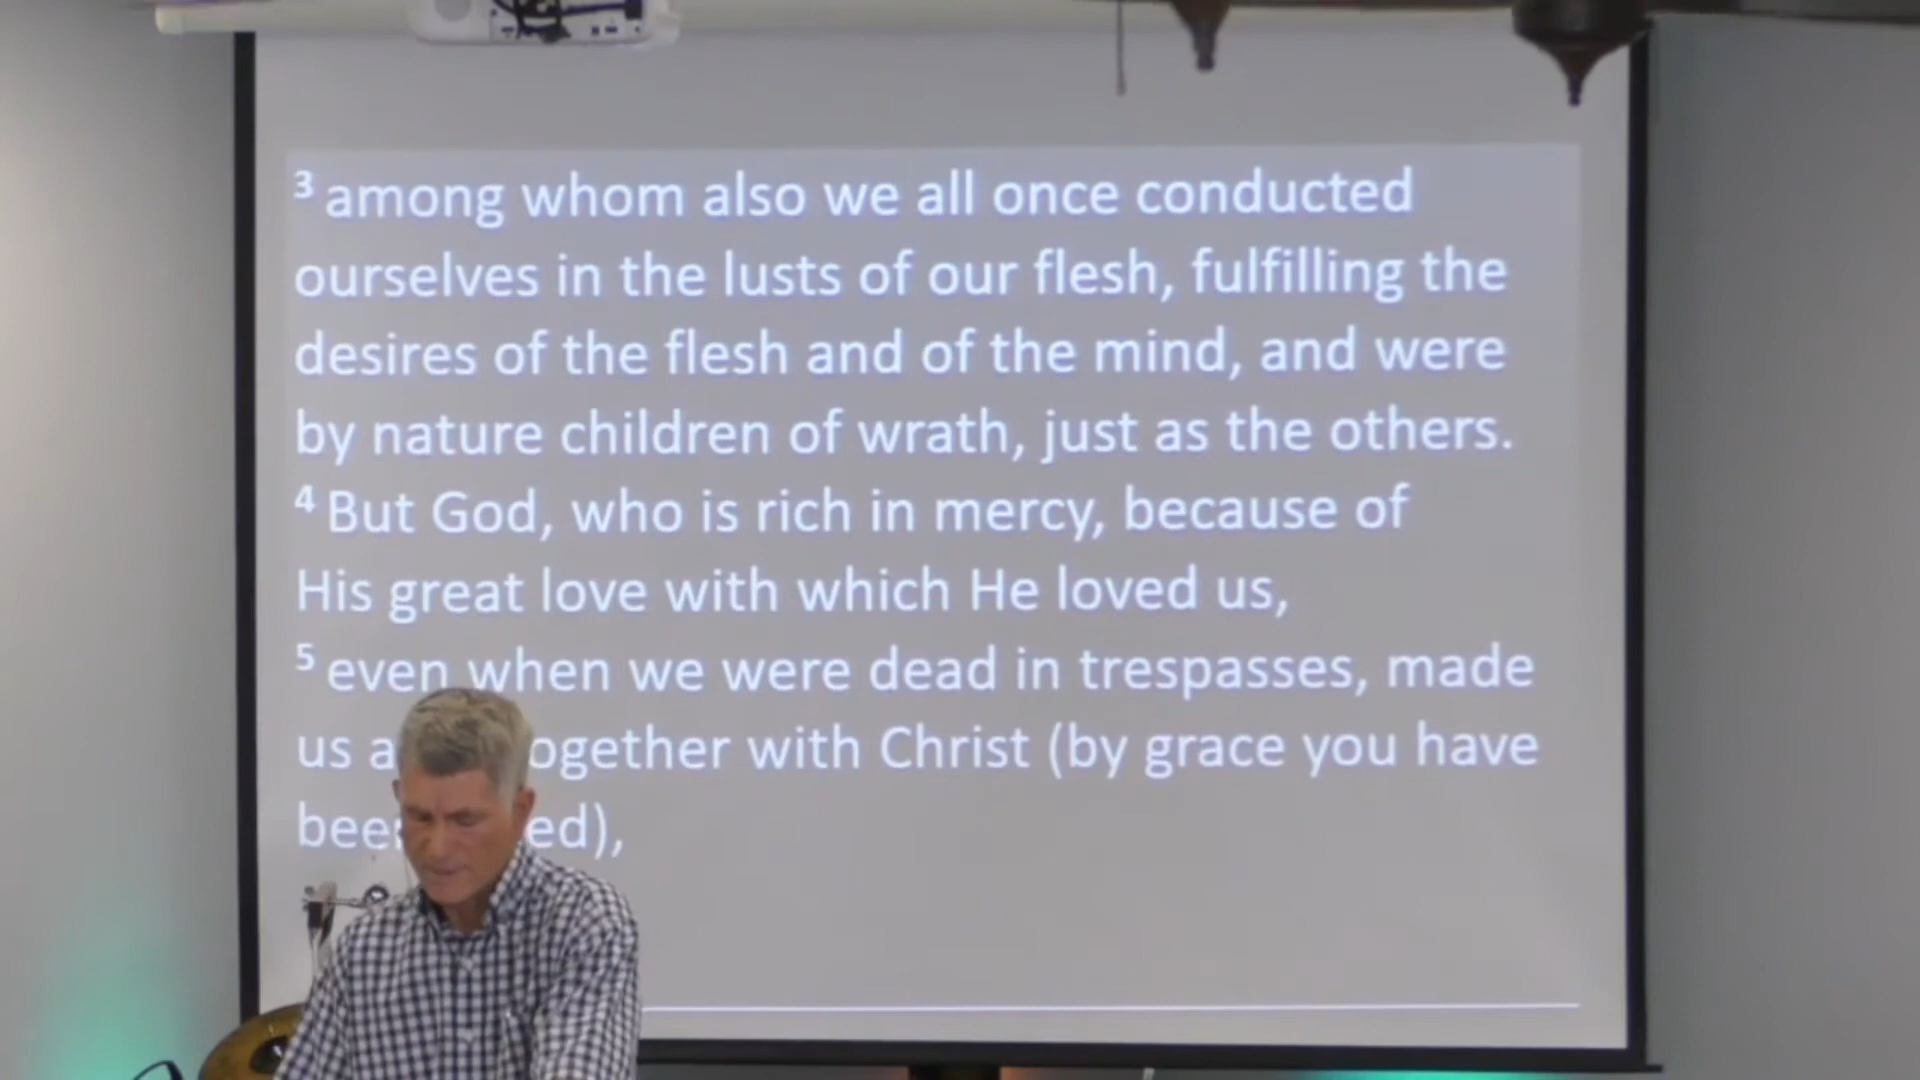 3 among whom also we all once conducted
ourselves in the lusts of our flesh, fulfilling the
desires of the flesh and of the mind, and were
by nature children of wrath, just as the others.
4 But God, who is rich in mercy, because of
His great love with which He loved us,
5 even when we were dead in trespasses, made
us together with Christ (by grace you have
been